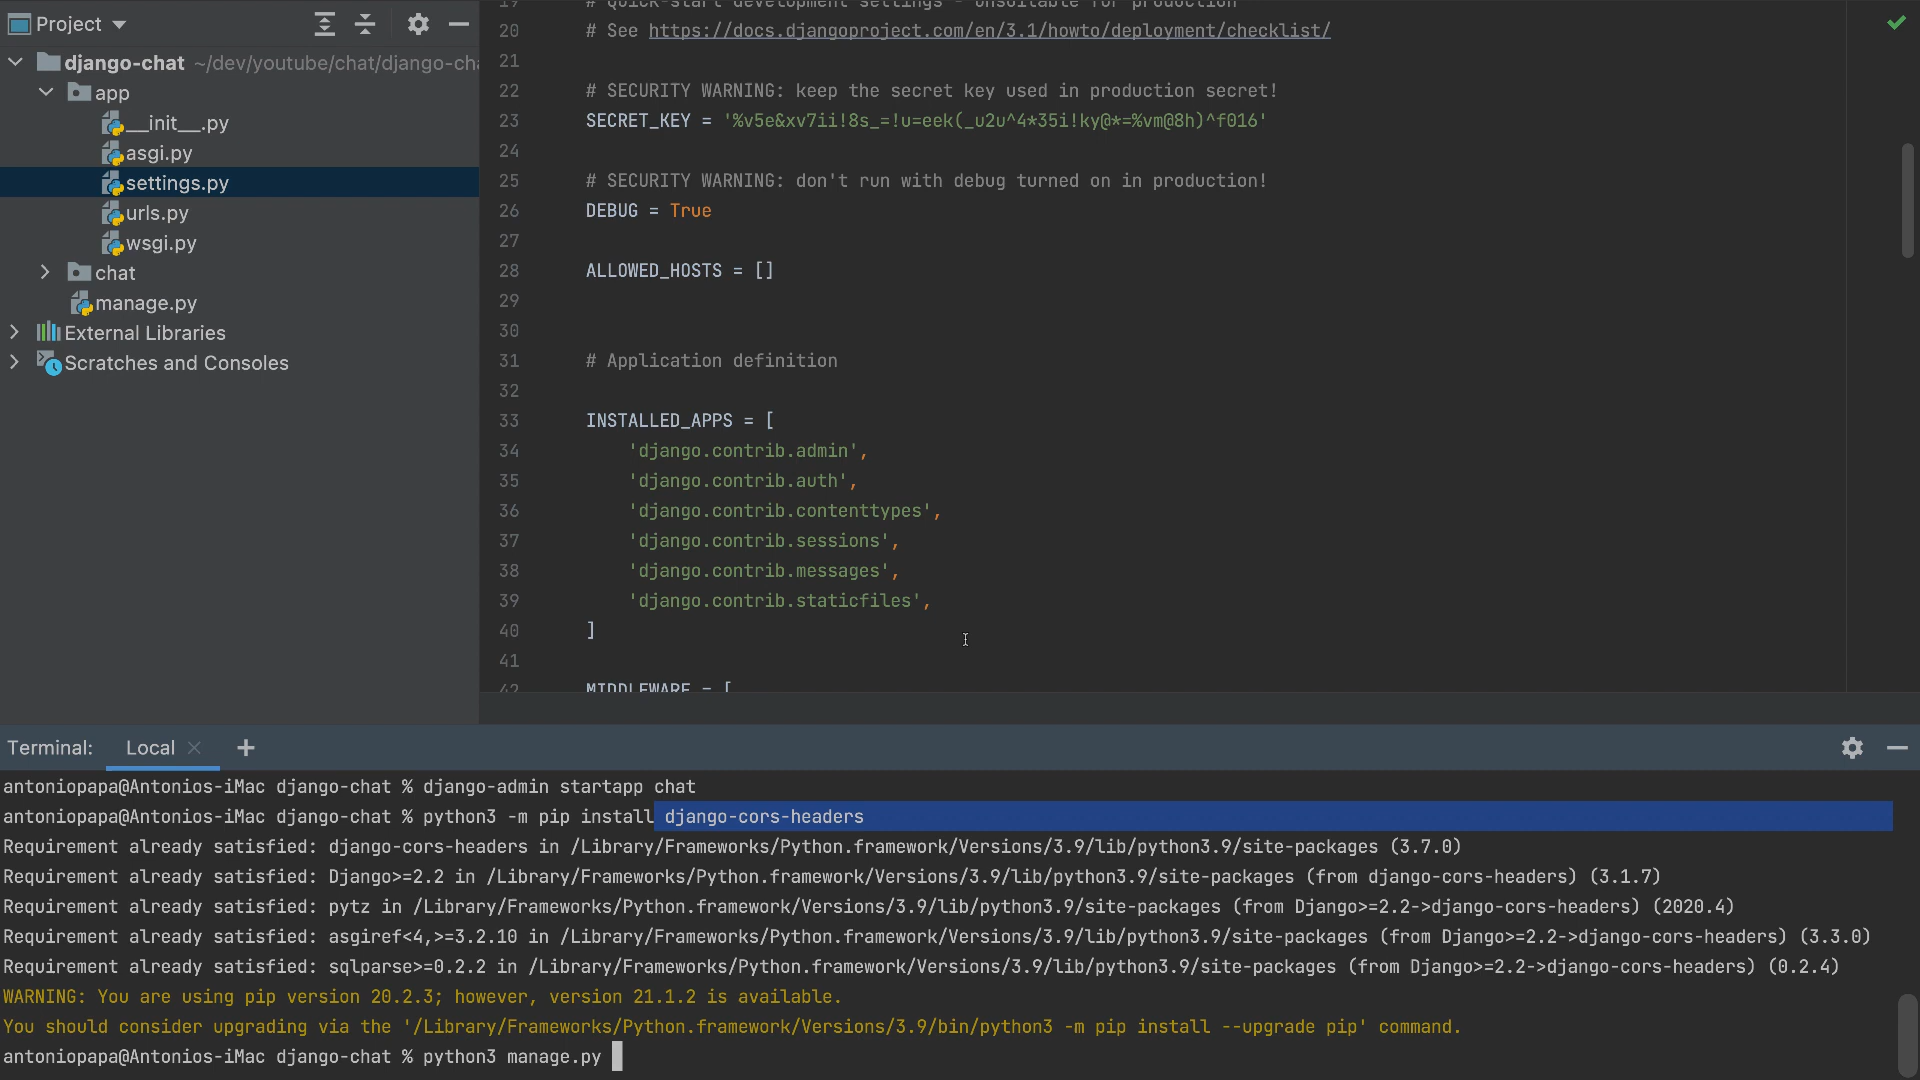 Project
django-chat ~/dev/youtube/chat/django-cha
app
__init__.py
asgi.py
settings.py
urls.py
wsgi.py
chat
manage.py
External Libraries
Scratches and Consoles
19 # Quick-start development settings - unsuitable for production
20 # See https://docs.djangoproject.com/en/3.1/howto/deployment/checklist/
21
22 # SECURITY WARNING: keep the secret key used in production secret!
23 SECRET_KEY = '%v5e&xv7ii!8s_=!u=eek(_u2u^4*35i!ky@*=%vm@8h)^f016'
24
25 # SECURITY WARNING: don't run with debug turned on in production!
26 DEBUG = True
27
28 ALLOWED_HOSTS = []
29
30
31 # Application definition
32
33 INSTALLED_APPS = [
34 'django.contrib.admin',
35 'django.contrib.auth',
36 'django.contrib.contenttypes',
37 'django.contrib.sessions',
38 'django.contrib.messages',
39 'django.contrib.staticfiles',
40 ]
41
42 MIDDLEWARE = [
Terminal: Local
antoniopapa@Antonios-iMac django-chat % django-admin startapp chat
antoniopapa@Antonios-iMac django-chat % python3 -m pip install django-cors-headers
Requirement already satisfied: django-cors-headers in /Library/Frameworks/Python.framework/Versions/3.9/lib/python3.9/site-packages (3.7.0)
Requirement already satisfied: Django>=2.2 in /Library/Frameworks/Python.framework/Versions/3.9/lib/python3.9/site-packages (from django-cors-headers) (3.1.7)
Requirement already satisfied: pytz in /Library/Frameworks/Python.framework/Versions/3.9/lib/python3.9/site-packages (from Django>=2.2->django-cors-headers) (2020.4)
Requirement already satisfied: asgiref<4,>=3.2.10 in /Library/Frameworks/Python.framework/Versions/3.9/lib/python3.9/site-packages (from Django>=2.2->django-cors-headers) (3.3.0)
Requirement already satisfied: sqlparse>=0.2.2 in /Library/Frameworks/Python.framework/Versions/3.9/lib/python3.9/site-packages (from Django>=2.2->django-cors-headers) (0.2.4)
WARNING: You are using pip version 20.2.3; however, version 21.1.2 is available.
You should consider upgrading via the '/Library/Frameworks/Python.framework/Versions/3.9/bin/python3 -m pip install --upgrade pip' command.
antoniopapa@Antonios-iMac django-chat % python3 manage.py